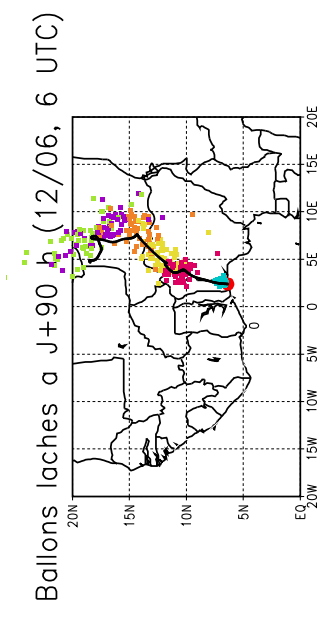 Ballons laches a J+90 h (12/06, 6 UTC)
20N
15N
10N
5N
EQ
0
20W 15W 10W 5W 0 5E 10E 15E 20E